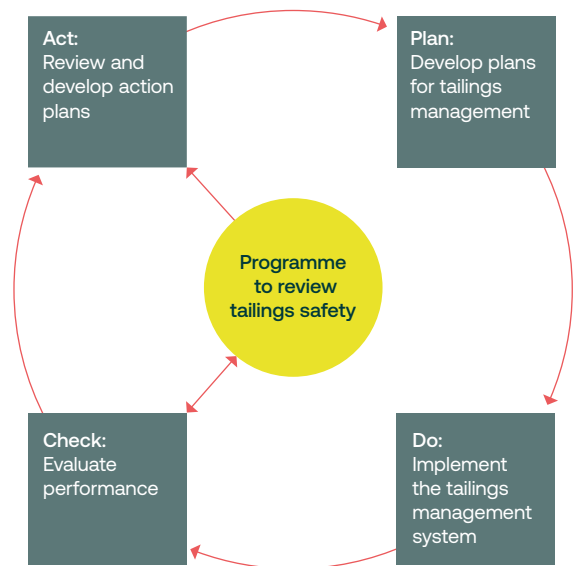 Act:
Review and
develop action
plans
Plan:
Develop plans
for tailings
management
Programme
to review
tailings safety
Check:
Evaluate
performance
Do:
Implement
the tailings
management
system